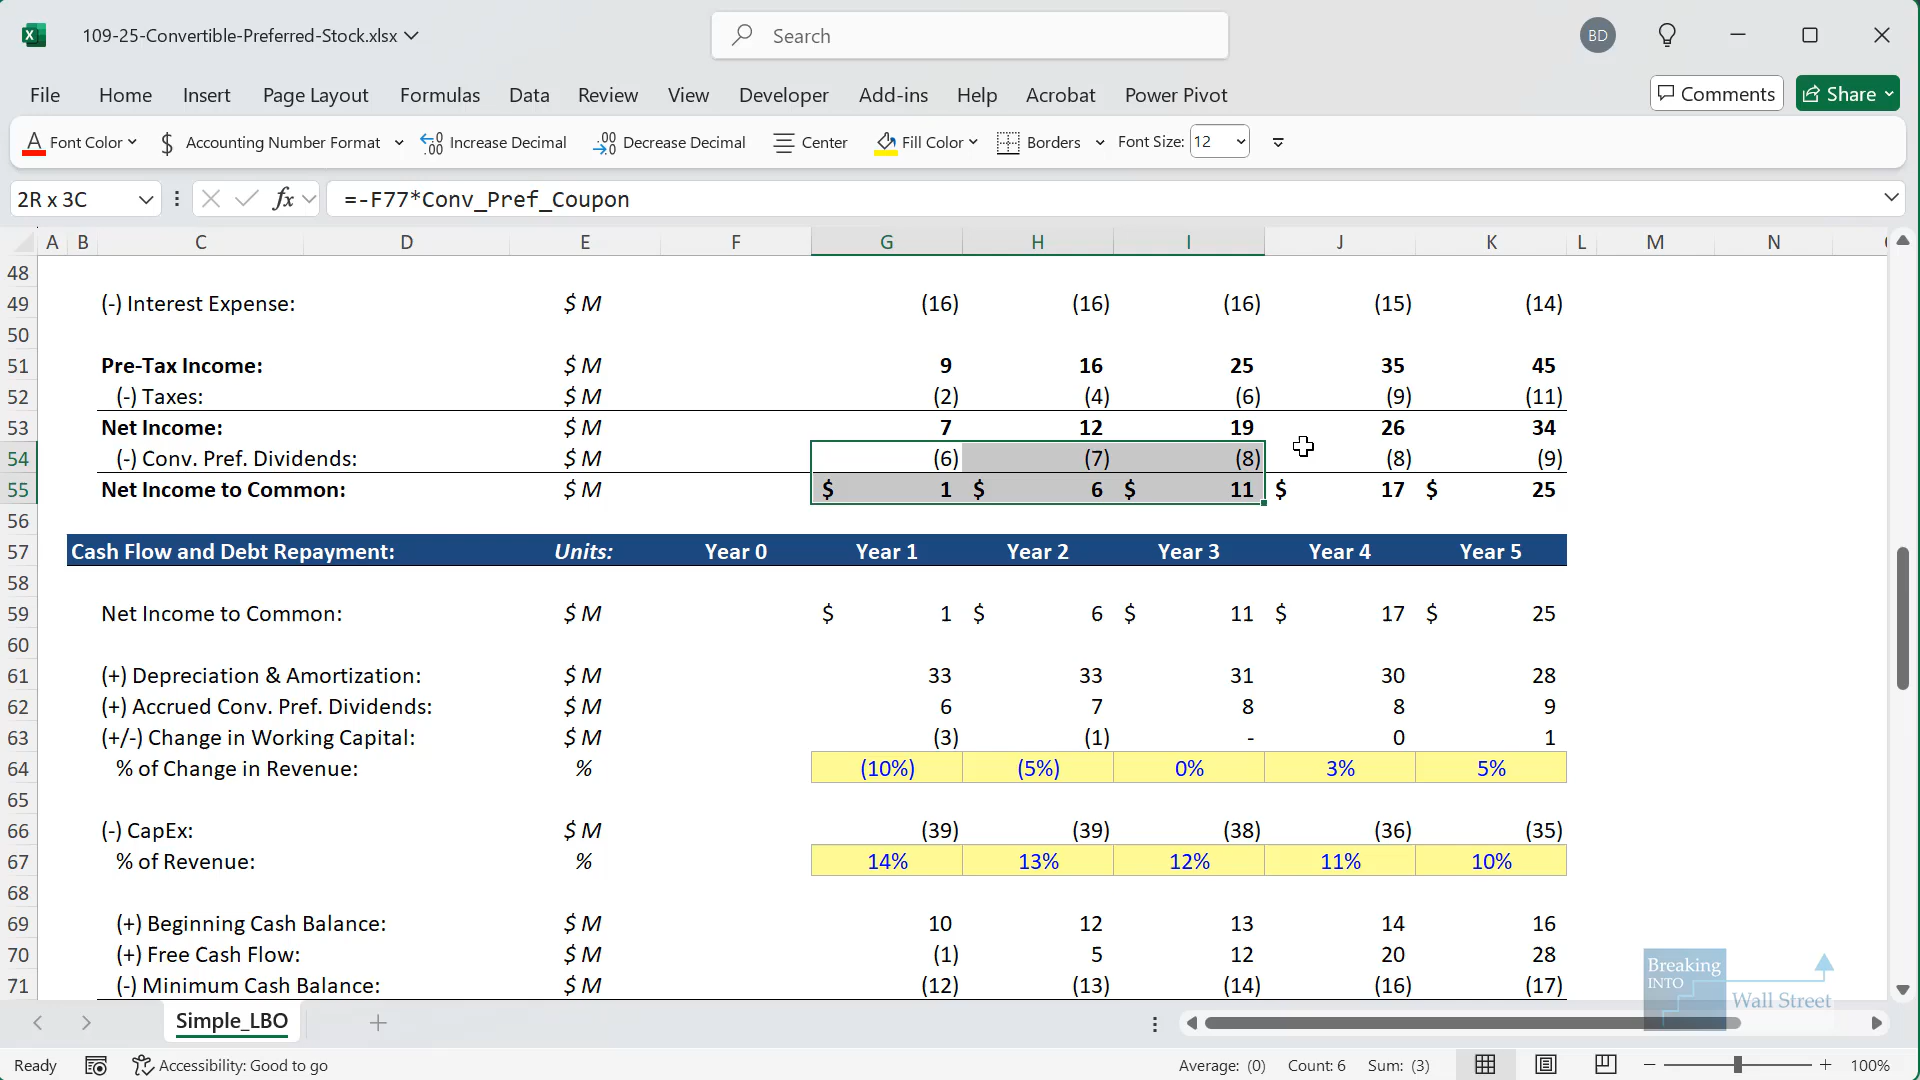 109-25-Convertible-Preferred-Stock.xlsx
Search
BD
File Home Insert Page Layout Formulas Data Review View Developer Add-ins Help Acrobat Power Pivot Comments Share
A Font Color $ Accounting Number Format Increase Decimal Decrease Decimal Center Fill Color Borders Font Size: 12
2R x 3C fx =-F77*Conv_Pref_Coupon
A B C D E F G H I J K L M N
48
49 (-) Interest Expense: $ M (16) (16) (16) (15) (14)
50
51 Pre-Tax Income: $ M 9 16 25 35 45
52 (-) Taxes: $ M (2) (4) (6) (9) (11)
53 Net Income: $ M 7 12 19 26 34
54 (-) Conv. Pref. Dividends: $ M (6) (7) (8) (8) (9)
55 Net Income to Common: $ M $ 1 $ 6 $ 11 $ 17 $ 25
56
57 Cash Flow and Debt Repayment: Units: Year 0 Year 1 Year 2 Year 3 Year 4 Year 5
58
59 Net Income to Common: $ M $ 1 $ 6 $ 11 $ 17 $ 25
60
61 (+) Depreciation & Amortization: $ M 33 33 31 30 28
62 (+) Accrued Conv. Pref. Dividends: $ M 6 7 8 8 9
63 (+/-) Change in Working Capital: $ M (3) (1) - 0 1
64 % of Change in Revenue: % (10%) (5%) 0% 3% 5%
65
66 (-) CapEx: $ M (39) (39) (38) (36) (35)
67 % of Revenue: % 14% 13% 12% 11% 10%
68
69 (+) Beginning Cash Balance: $ M 10 12 13 14 16
70 (+) Free Cash Flow: $ M (1) 5 12 20 28
71 (-) Minimum Cash Balance: $ M (12) (13) (14) (16) (17)
Breaking
INTO
Wall Street
Simple_LBO
Ready Accessibility: Good to go Average: (0) Count: 6 Sum: (3) 100%